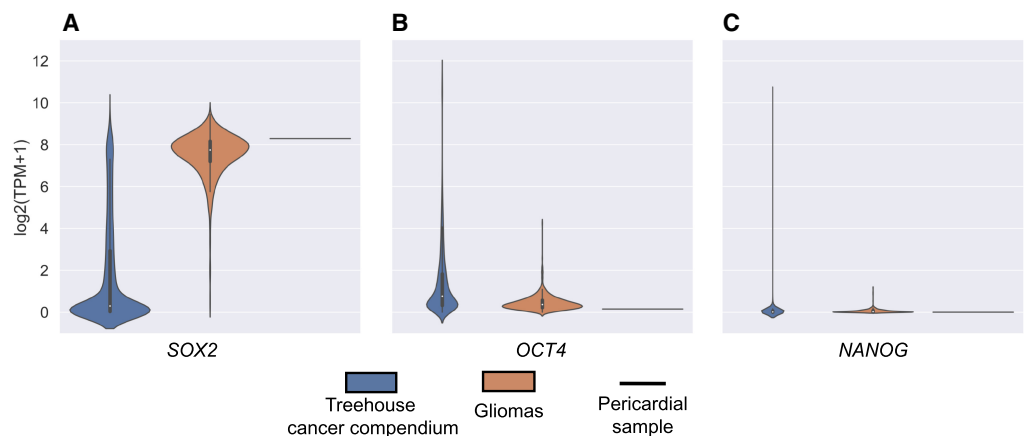 A B C
12
10
8
6
4
2
0
log2(TPM+1)
SOX2 OCT4 NANOG
Treehouse
cancer compendium
Gliomas
Pericardial
sample